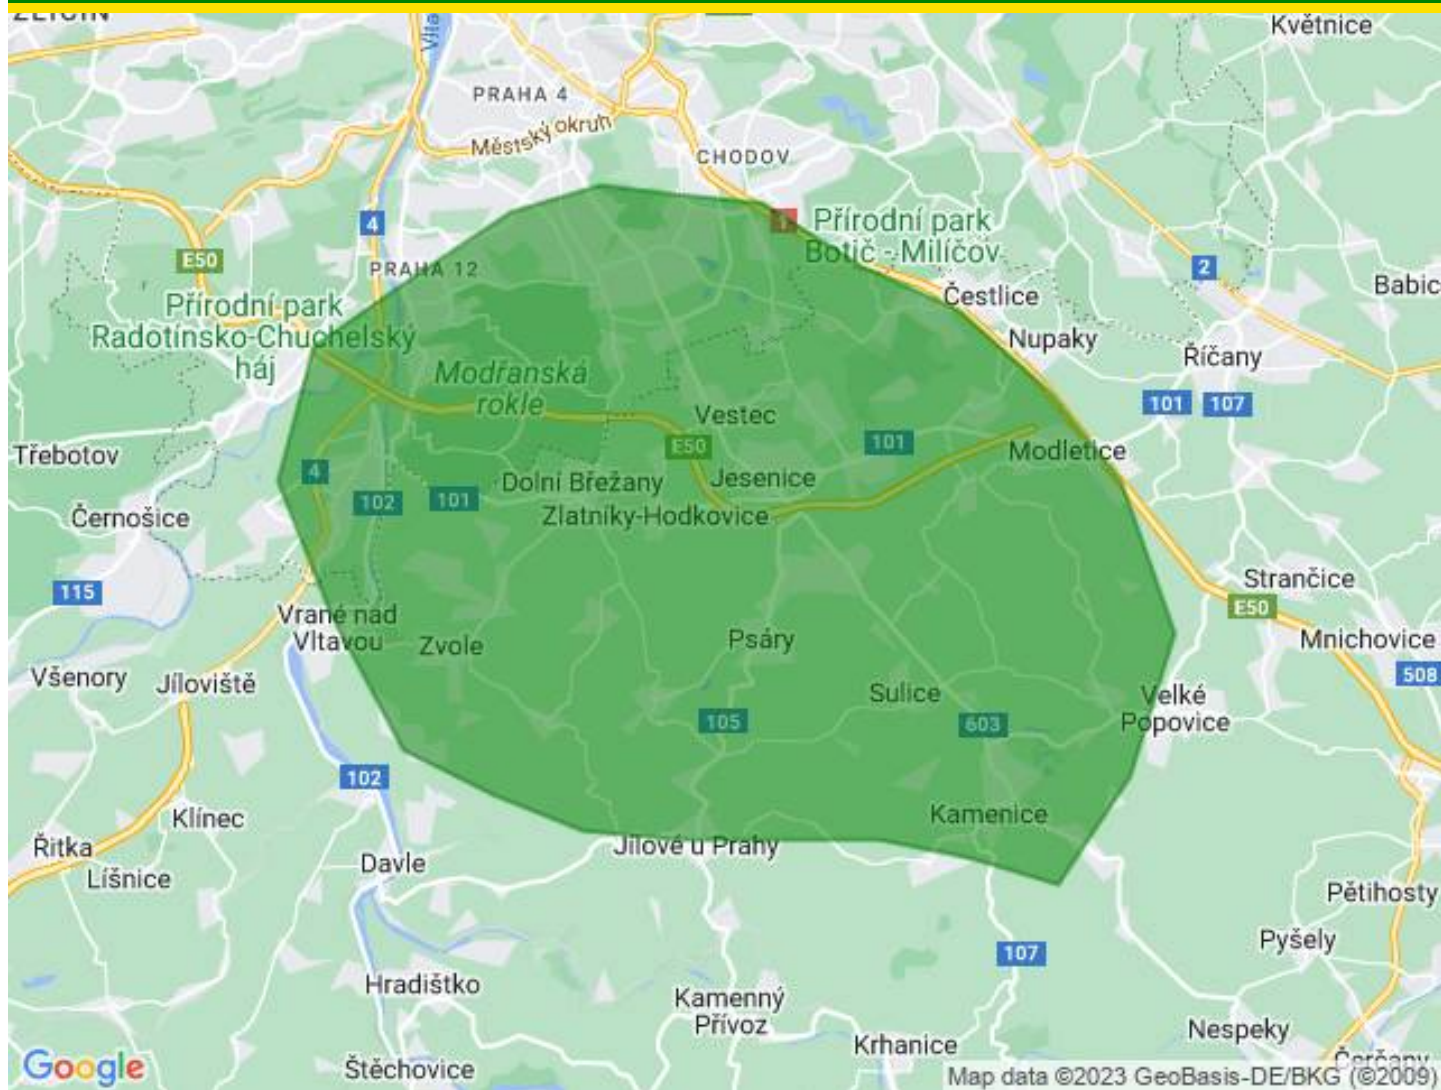 Květnice
Vlta
PRAHA 4
Městský okruh
CHODOV
4
1
Přírodní park
Botič - Milíčov
E50
PRAHA 12
2
Čestlice
Babic
Přírodní park
Radotínsko-Chuchelský
háj
Nupaky
Říčany
Modřanská
rokle
101
107
Vestec
E50
101
Modletice
Třebotov
4
102
101
Dolní Břežany
Jesenice
Zlatníky-Hodkovice
Černošice
115
Strančice
E50
Vrané nad
Vltavou
Zvole
Psáry
Mnichovice
508
Všenory
Jíloviště
Sulice
Velké
Popovice
105
603
102
Klínec
Kamenice
Řitka
Jílové u Prahy
Davle
Líšnice
Pětihosty
Pyšely
107
Hradištko
Kamenný
Přívoz
Nespeky
Krhanice
Google
Štěchovice
Čerčany
Map data ©2023 GeoBasis-DE/BKG (©2009)